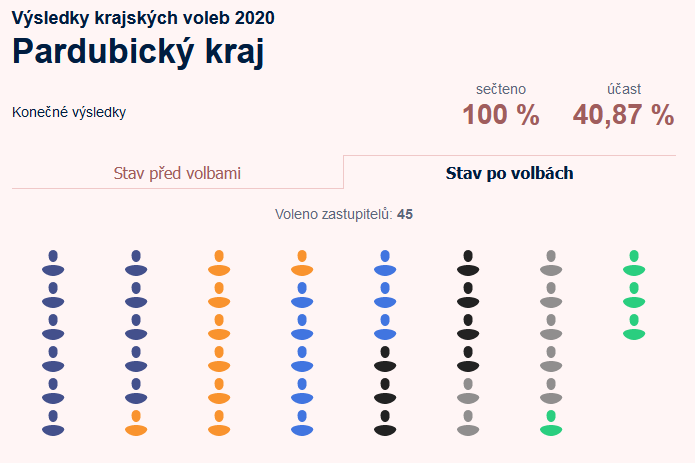 Výsledky krajských voleb 2020
Pardubický kraj
Konečné výsledky
sečteno
100 %
účast
40,87 %
Stav před volbami
Stav po volbách
Voleno zastupitelů: 45